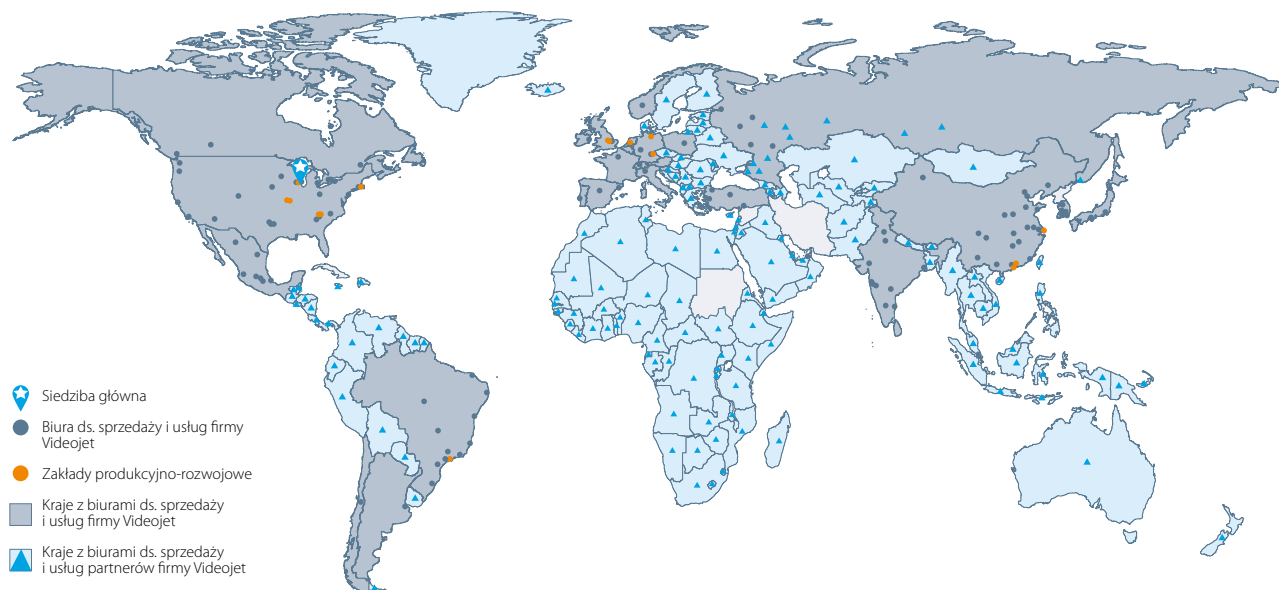 Siedziba główna
Biura ds. sprzedaży i usług firmy
Videojet
Zakłady produkcyjno-rozwojowe
Kraje z biurami ds. sprzedaży
i usług firmy Videojet
Kraje z biurami ds. sprzedaży
i usług partnerów firmy Videojet